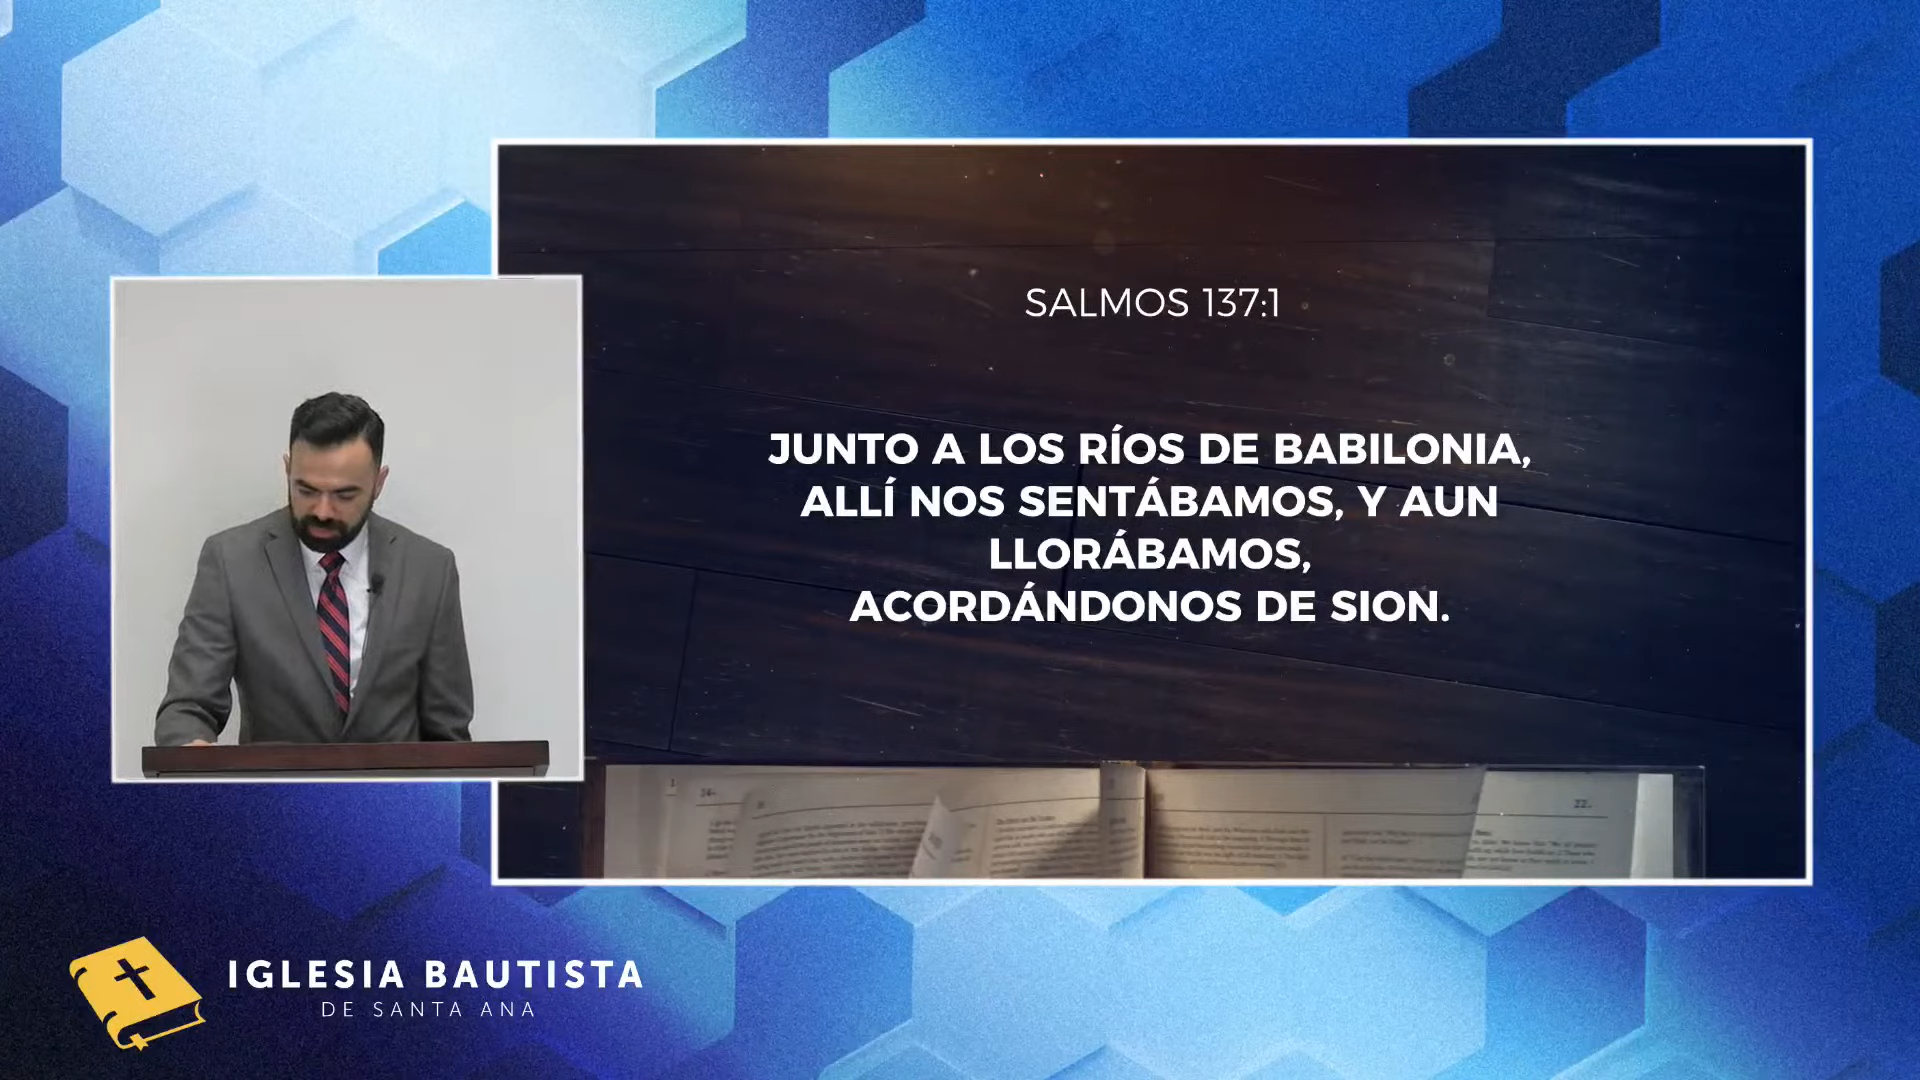 SALMOS 137:1
JUNTO A LOS RÍOS DE BABILONIA,
ALLÍ NOS SENTÁBAMOS, Y AUN
LLORÁBAMOS,
ACORDÁNDONOS DE SION.
IGLESIA BAUTISTA
DE SANTA ANA